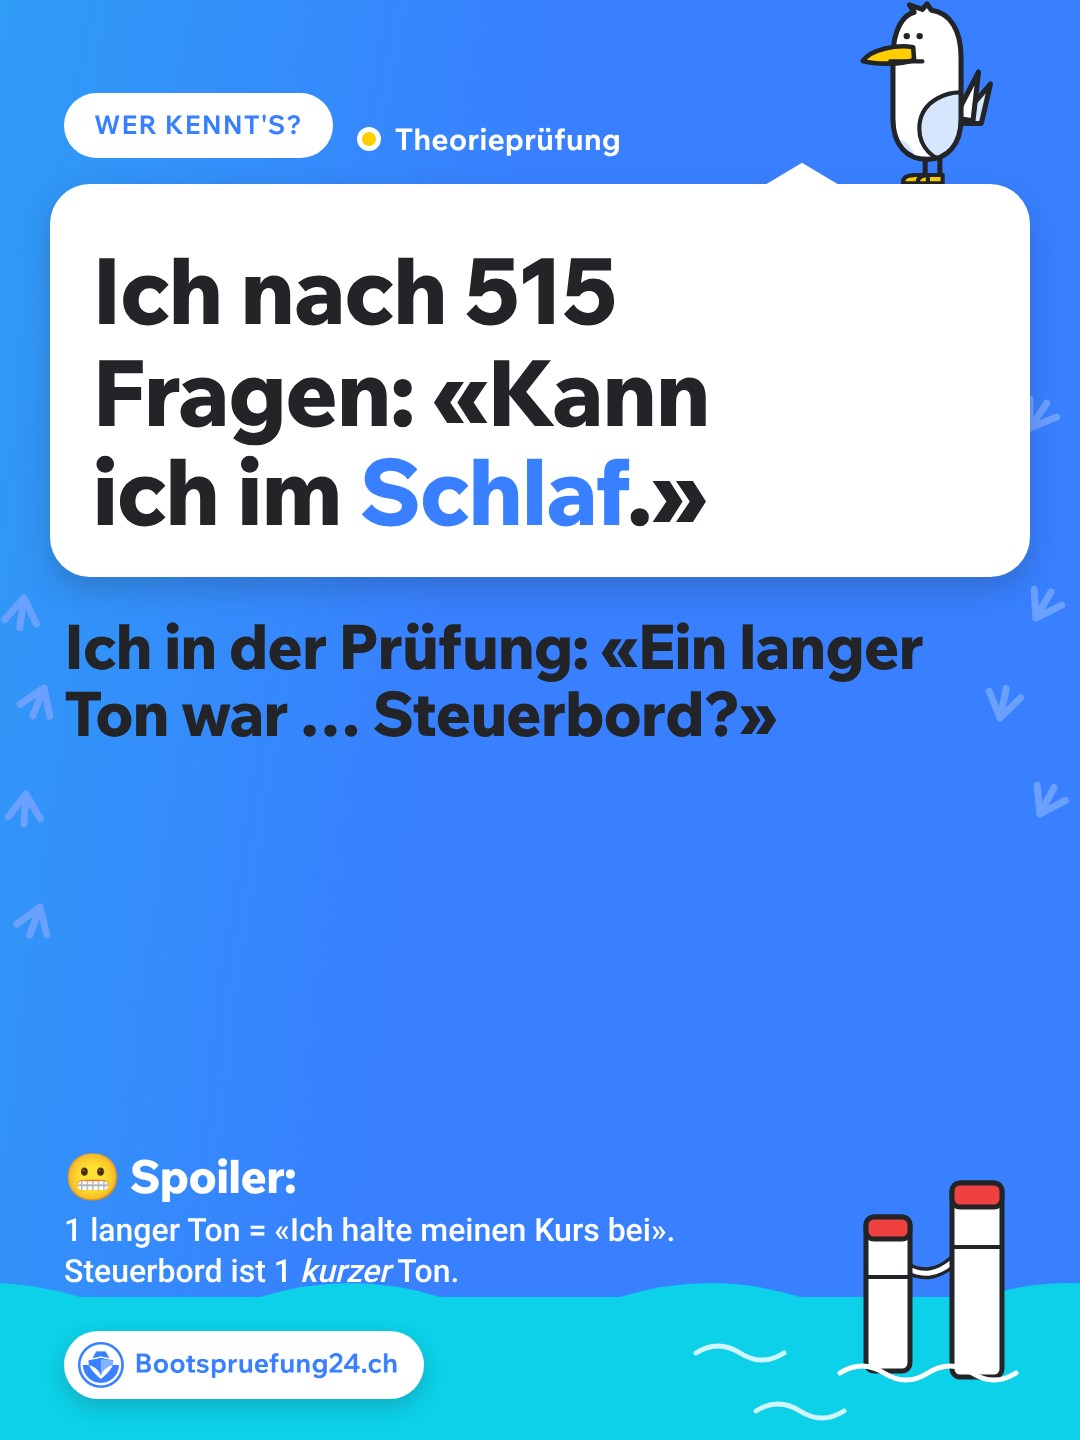 WER KENNT'S?
Theorieprüfung
Ich nach 515
Fragen: «Kann
ich im Schlaf.»
Ich in der Prüfung: «Ein langer
Ton war … Steuerbord?»
😬 Spoiler:
1 langer Ton = «Ich halte meinen Kurs bei».
Steuerbord ist 1 kurzer Ton.
Bootspruefung24.ch